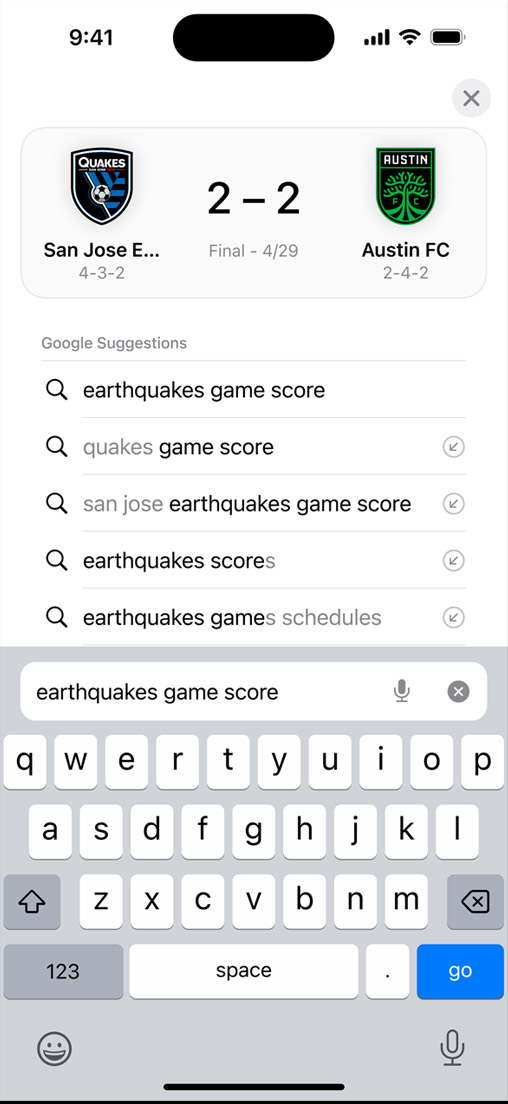 9:41
QUAKES
SAN JOSE
AUSTIN
F C
2 – 2
San Jose E... Final - 4/29 Austin FC
4-3-2 2-4-2
Google Suggestions
earthquakes game score
quakes game score
san jose earthquakes game score
earthquakes scores
earthquakes games schedules
earthquakes game score
q w e r t y u i o p
a s d f g h j k l
z x c v b n m
123 space . go